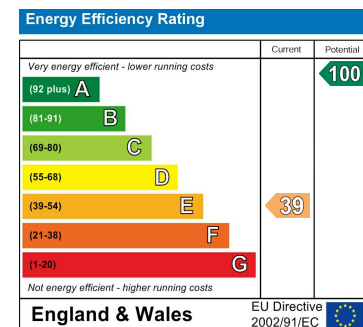 Energy Efficiency Rating
Current Potential
Very energy efficient - lower running costs
(92 plus) A
100
(81-91) B
(69-80) C
(55-68) D
(39-54) E
39
(21-38) F
(1-20) G
Not energy efficient - higher running costs
England & Wales
EU Directive
2002/91/EC